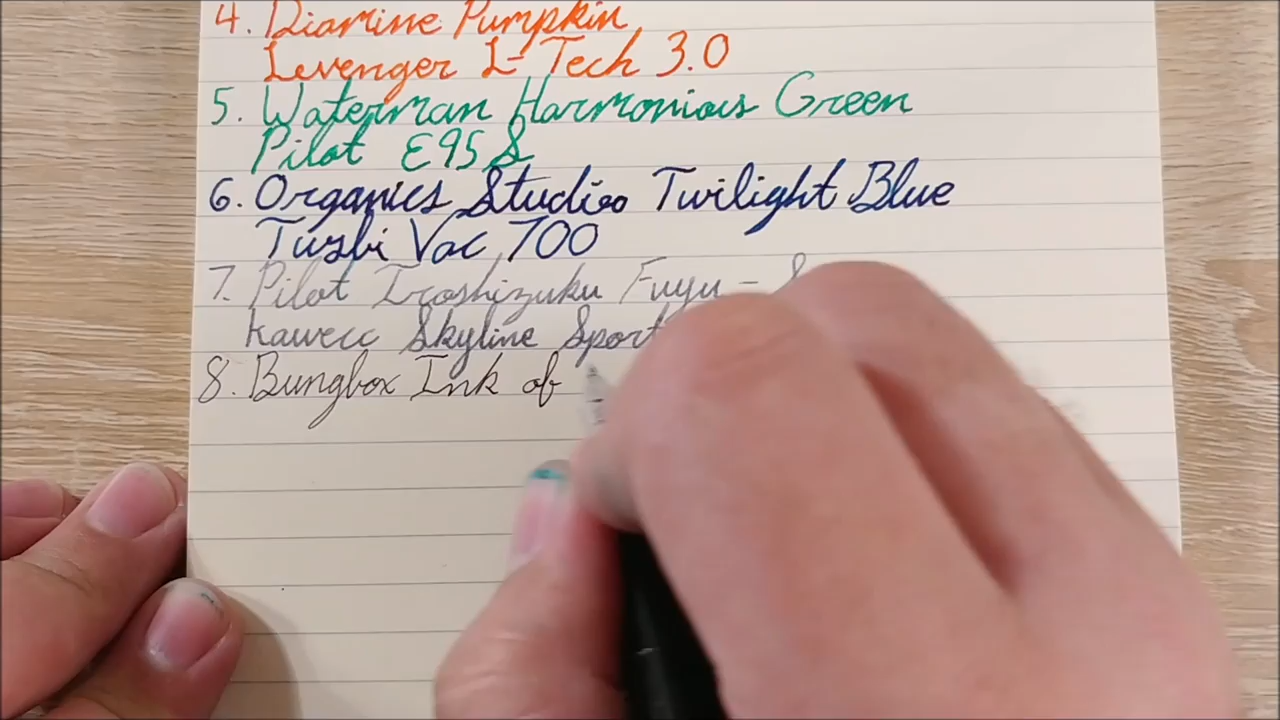 4. Diamine Pumpkin
Levenger L-Tech 3.0
5. Waterman Harmonious Green
Pilot E95S
6. Organics Studio Twilight Blue
Twsbi Vac 700
7. Pilot Iroshizuku Fuyu-S
Kaweco Skyline Sport
8. Bungbox Ink of